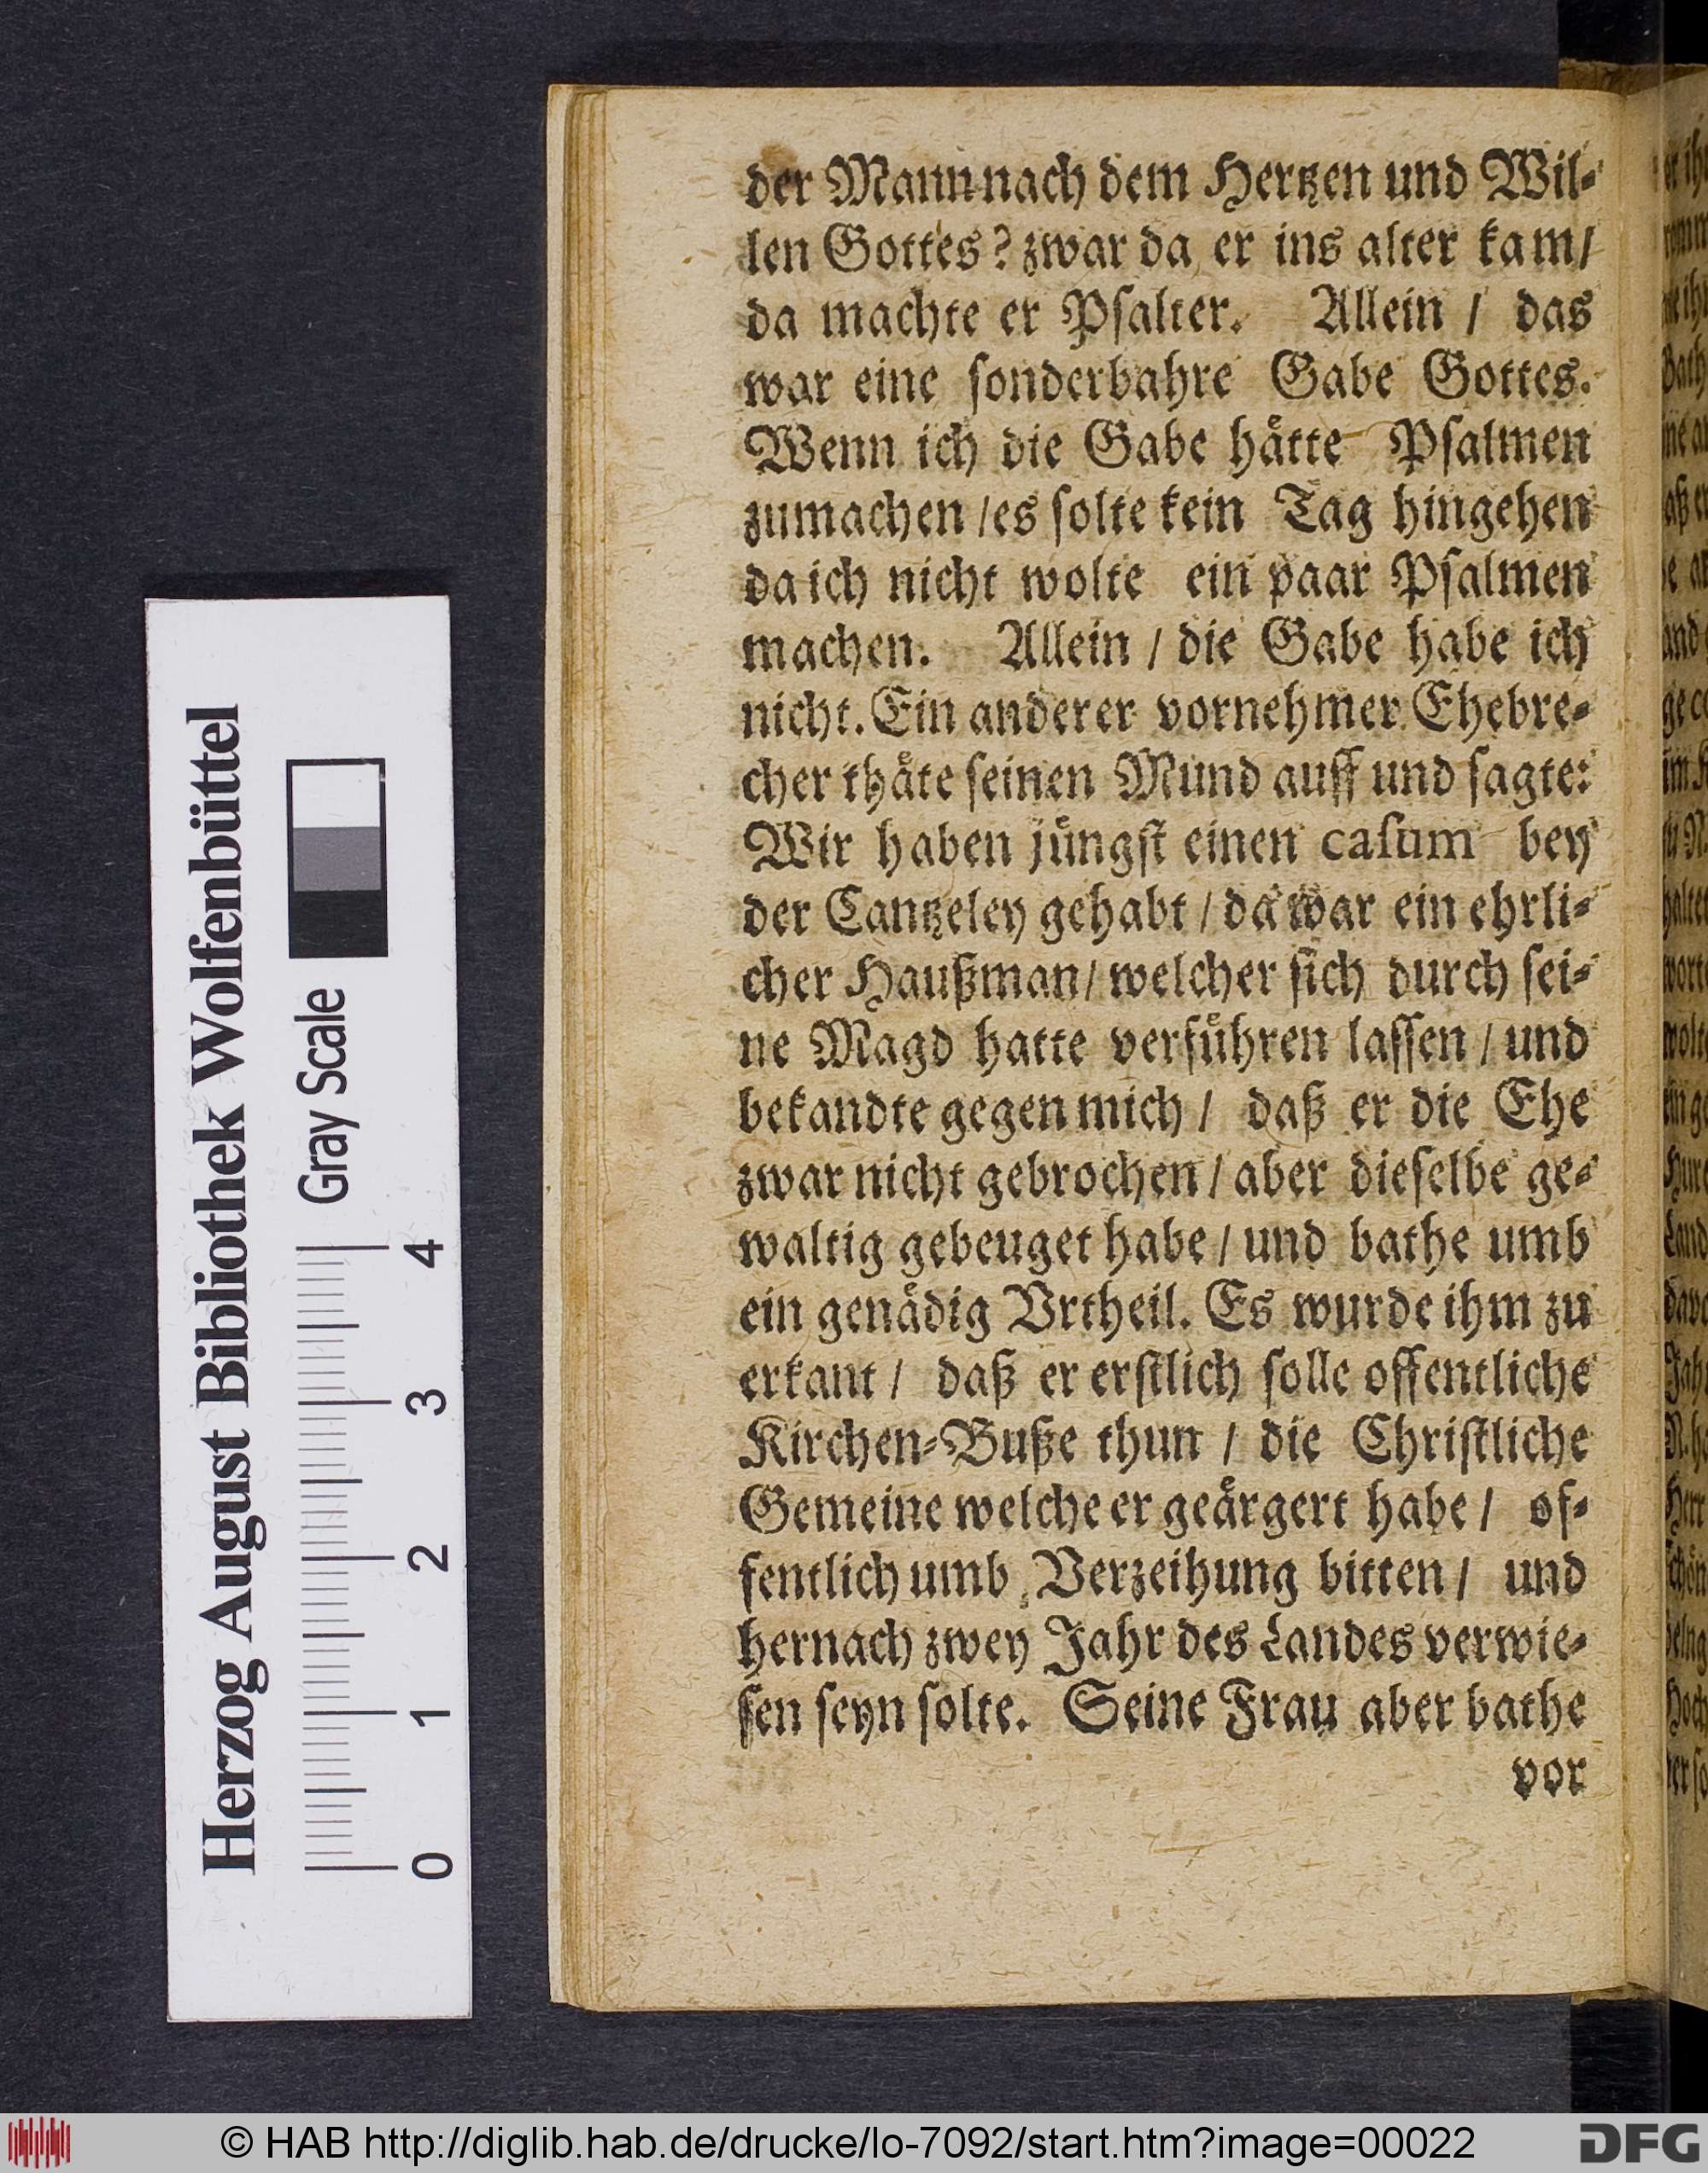 der Mann nach dem Hertzen und Wil-
len Gottes? zwar da er ins alter kam/
da machte er Psalter. Allein / das
war eine sonderbahre Gabe Gottes.
Wenn ich die Gabe hätte Psalmen
zumachen /es solte kein Tag hingehen
da ich nicht wolte ein paar Psalmen
machen. Allein / die Gabe habe ich
nicht. Ein anderer vornehmer Ehebre-
cher thäte seinen Mund auff und sagte:
Wir haben jüngst einen casum bey
der Cantzeley gehabt / da war ein ehrli-
cher Haußman/ welcher sich durch sei-
ne Magd hatte verführen lassen / und
bekandte gegen mich / daß er die Ehe
zwar nicht gebrochen / aber dieselbe ge-
waltig gebeuget habe / und bathe umb
ein genädig Vrtheil. Es wurde ihm zu
erkant / daß er erstlich solle offentliche
Kirchen-Buße thun / die Christliche
Gemeine welche er geärgert habe / of-
fentlich umb Verzeihung bitten / und
hernach zwey Jahr des Landes verwie-
sen seyn solte. Seine Frau aber bathe
vor
Herzog August Bibliothek Wolfenbüttel
Gray Scale
0 1 2 3 4
© HAB http://diglib.hab.de/drucke/lo-7092/start.htm?image=00022
DFG